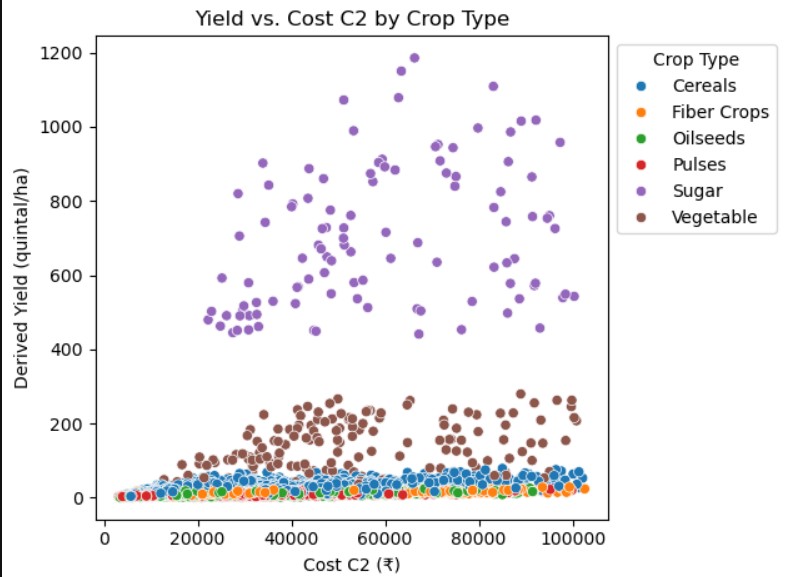 Yield vs. Cost C2 by Crop Type
Derived Yield (quintal/ha)
1200
1000
800
600
400
200
0
0 20000 40000 60000 80000 100000
Cost C2 (₹)
Crop Type
Cereals
Fiber Crops
Oilseeds
Pulses
Sugar
Vegetable